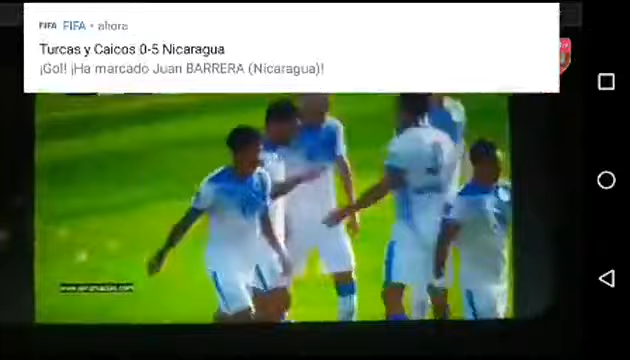 FIFA FIFA • ahora
Turcas y Caicos 0-5 Nicaragua
¡Gol! ¡Ha marcado Juan BARRERA (Nicaragua)!